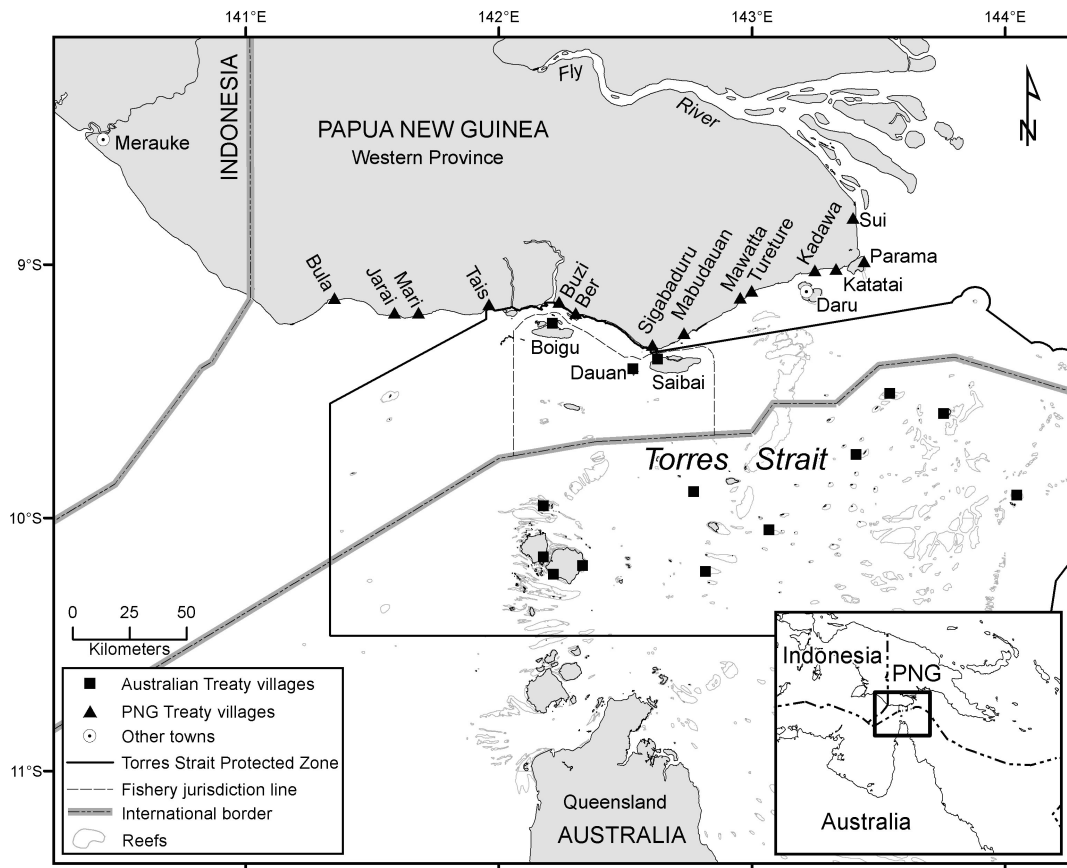 141°E
142°E
143°E
144°E
INDONESIA
Fly
River
N
Merauke
PAPUA NEW GUINEA
Western Province
Sui
9°S
Bula
Jarai
Mari
Tais
Buzi
Ber
Sigabaduru
Mabudauan
Mawatta
Tureture
Kadawa
Parama
Katatai
Daru
Boigu
Dauan
Saibai
Torres Strait
10°S
0 25 50
Kilometers
Australian Treaty villages
PNG Treaty villages
Other towns
Torres Strait Protected Zone
Fishery jurisdiction line
International border
Reefs
11°S
Queensland
AUSTRALIA
Indonesia
PNG
Australia